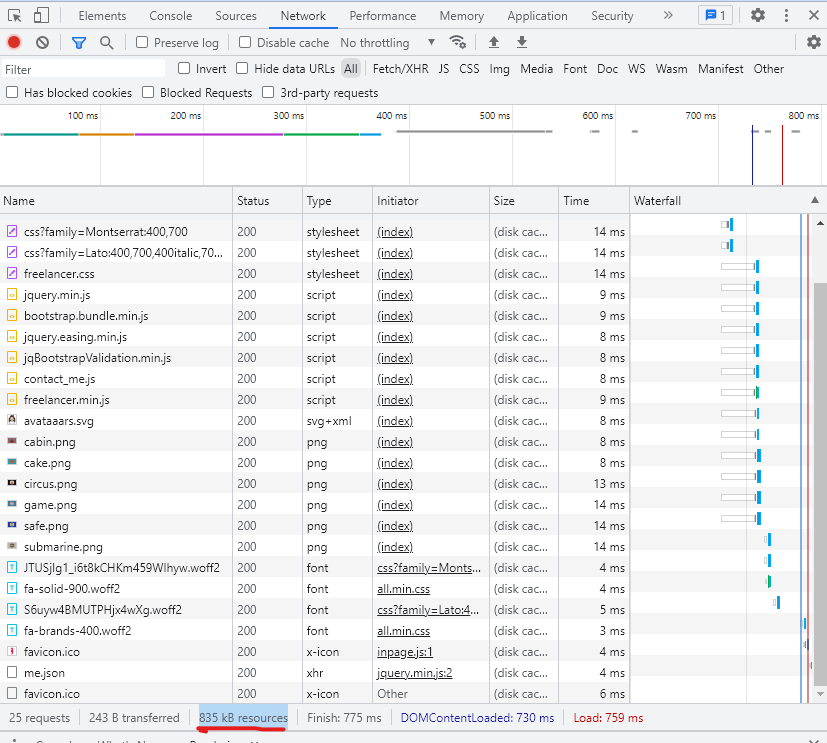 Elements Console Sources Network Performance Memory Application Security » 1
Preserve log Disable cache No throttling
Filter Invert Hide data URLs All Fetch/XHR JS CSS Img Media Font Doc WS Wasm Manifest Other
Has blocked cookies Blocked Requests 3rd-party requests
100 ms 200 ms 300 ms 400 ms 500 ms 600 ms 700 ms 800 ms
Name Status Type Initiator Size Time Waterfall
css?family=Montserrat:400,700 200 stylesheet (index) (disk cac... 14 ms
css?family=Lato:400,700,400italic,70... 200 stylesheet (index) (disk cac... 14 ms
freelancer.css 200 stylesheet (index) (disk cac... 14 ms
jquery.min.js 200 script (index) (disk cac... 9 ms
bootstrap.bundle.min.js 200 script (index) (disk cac... 9 ms
jquery.easing.min.js 200 script (index) (disk cac... 8 ms
jqBootstrapValidation.min.js 200 script (index) (disk cac... 8 ms
contact_me.js 200 script (index) (disk cac... 8 ms
freelancer.min.js 200 script (index) (disk cac... 9 ms
avataaars.svg 200 svg+xml (index) (disk cac... 8 ms
cabin.png 200 png (index) (disk cac... 8 ms
cake.png 200 png (index) (disk cac... 8 ms
circus.png 200 png (index) (disk cac... 13 ms
game.png 200 png (index) (disk cac... 14 ms
safe.png 200 png (index) (disk cac... 14 ms
submarine.png 200 png (index) (disk cac... 14 ms
JTUSjIg1_i6t8kCHKm459Wlhyw.woff2 200 font css?family=Monts... (disk cac... 4 ms
fa-solid-900.woff2 200 font all.min.css (disk cac... 4 ms
S6uyw4BMUTPHjx4wXg.woff2 200 font css?family=Lato:4... (disk cac... 5 ms
fa-brands-400.woff2 200 font all.min.css (disk cac... 3 ms
favicon.ico 200 x-icon inpage.js:1 (disk cac... 4 ms
me.json 200 xhr jquery.min.js:2 (disk cac... 4 ms
favicon.ico 200 x-icon Other (disk cac... 6 ms
25 requests 243 B transferred 835 kB resources Finish: 775 ms DOMContentLoaded: 730 ms Load: 759 ms